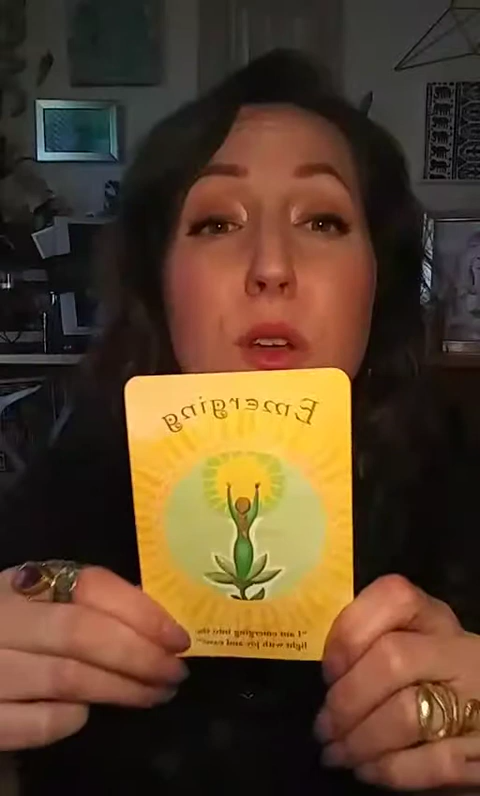 Emerging
"I am emerging into the
light with joy and ease"